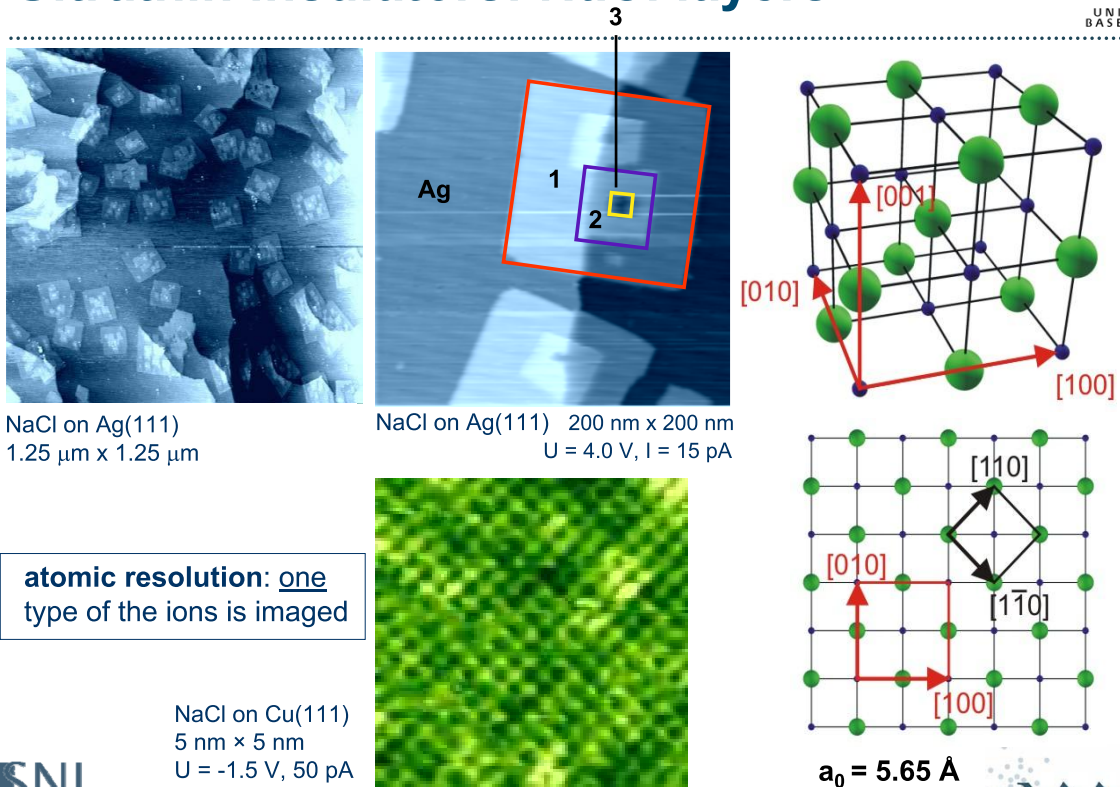 3
UNI
BASE
Ag
1
2
NaCl on Ag(111)
1.25 μm x 1.25 μm
NaCl on Ag(111) 200 nm x 200 nm
U = 4.0 V, I = 15 pA
[001]
[010]
[100]
atomic resolution: one
type of the ions is imaged
NaCl on Cu(111)
5 nm × 5 nm
U = -1.5 V, 50 pA
[110]
[010]
[11̅0]
[100]
a₀ = 5.65 Å
SNI